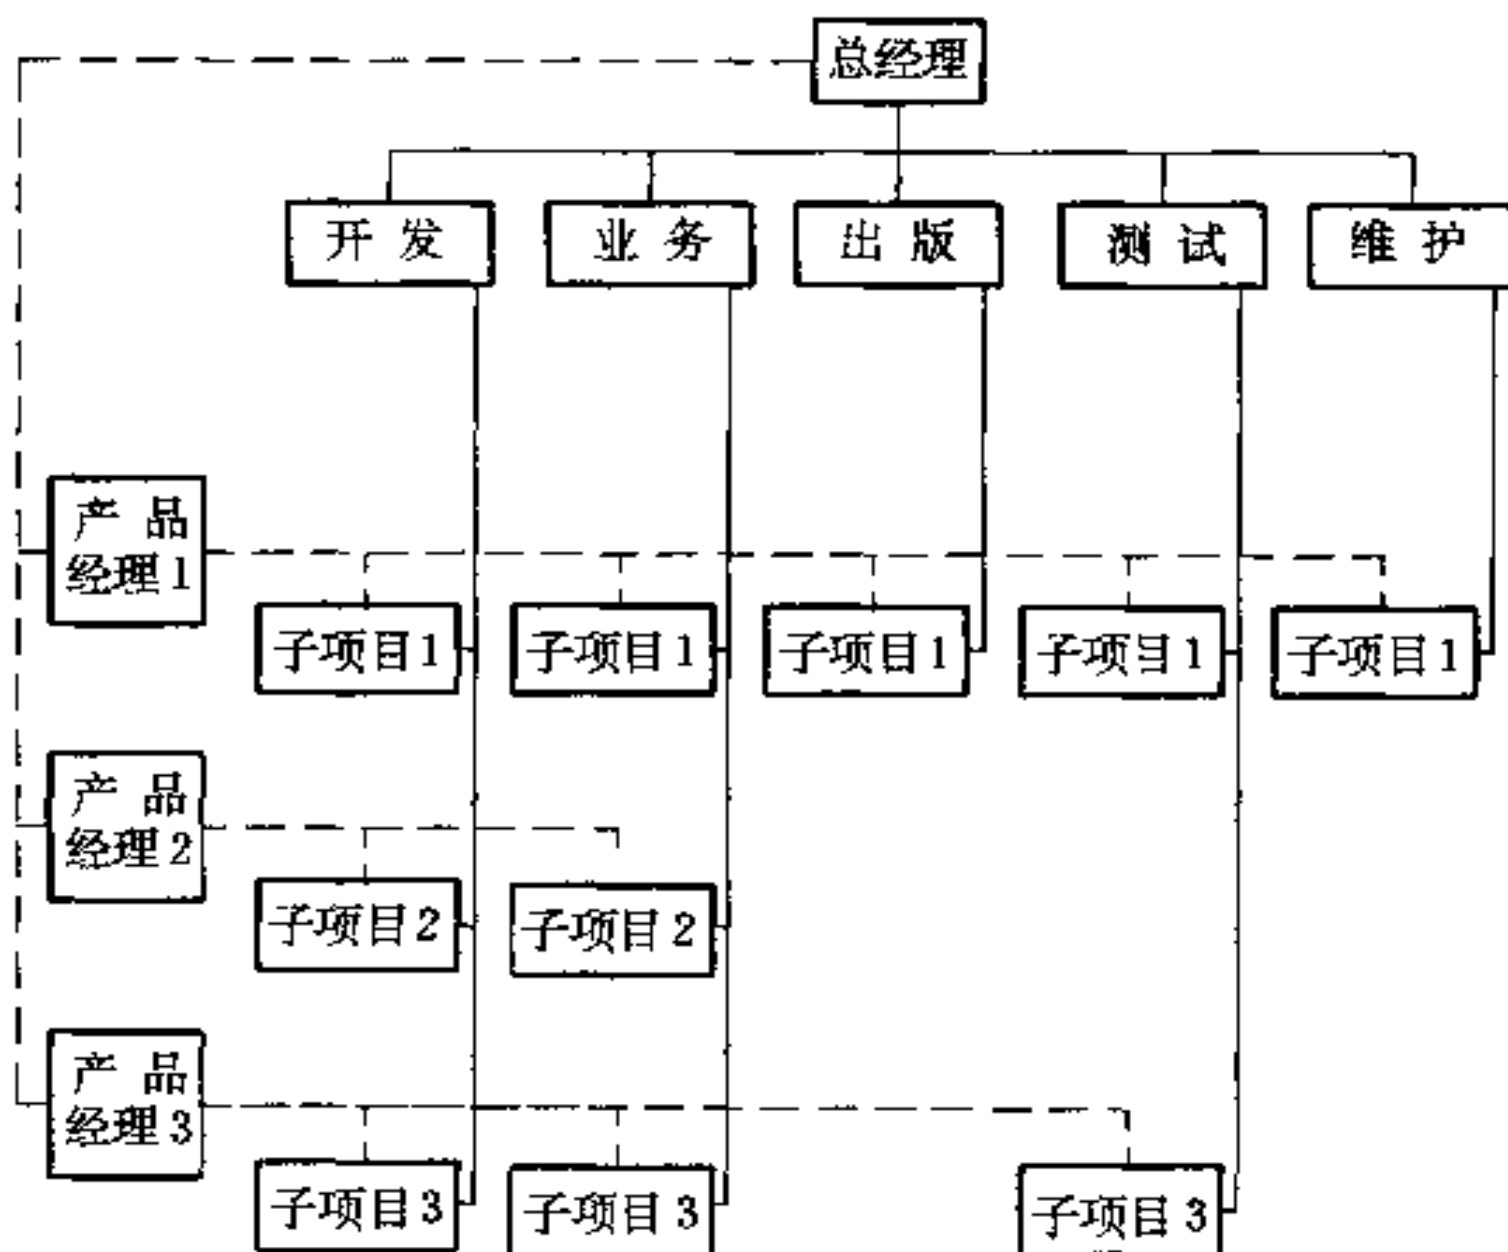 总经理
开 发
业 务
出 版
测 试
维 护
产 品
经理1
子项目1
子项目1
子项目1
子项目1
子项目1
产 品
经理2
子项目2
子项目2
产 品
经理3
子项目3
子项目3
子项目3